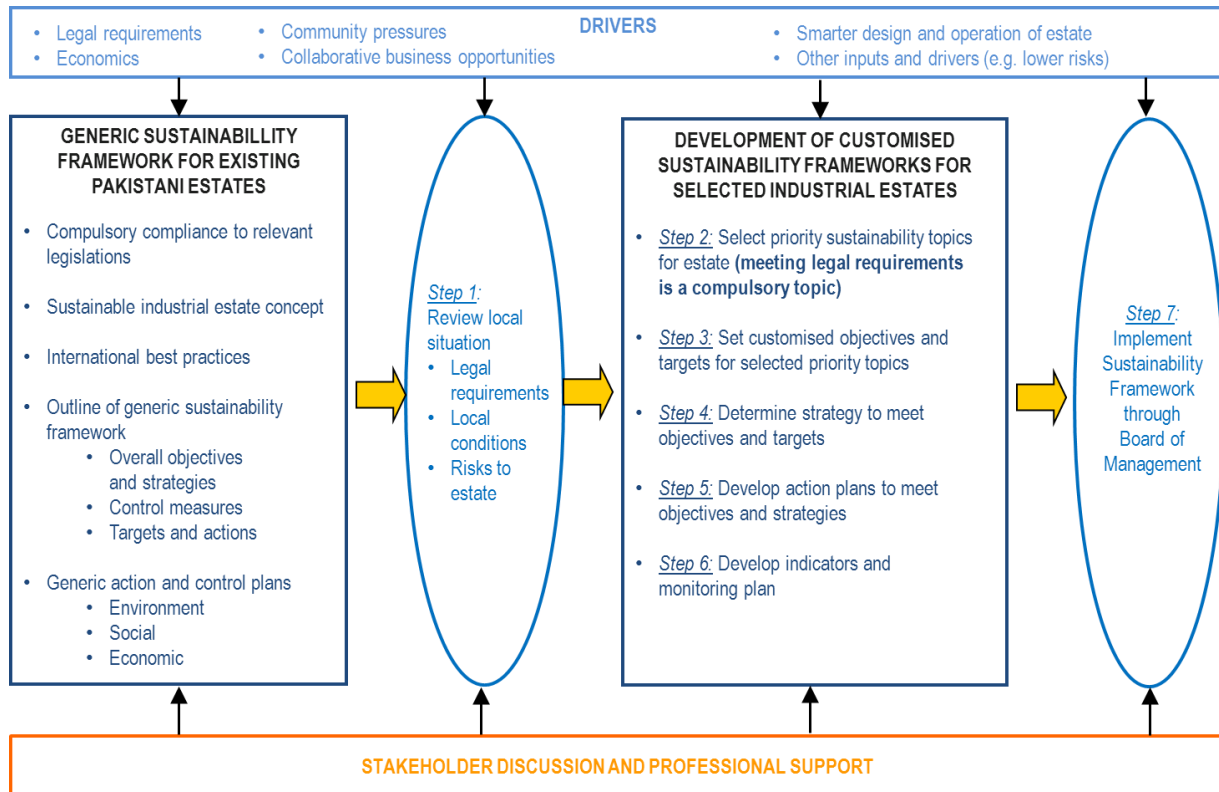 DRIVERS
• Legal requirements
• Economics
• Community pressures
• Collaborative business opportunities
• Smarter design and operation of estate
• Other inputs and drivers (e.g. lower risks)
GENERIC SUSTAINABILLITY
FRAMEWORK FOR EXISTING
PAKISTANI ESTATES
• Compulsory compliance to relevant
legislations
• Sustainable industrial estate concept
• International best practices
• Outline of generic sustainability
framework
• Overall objectives
and strategies
• Control measures
• Targets and actions
• Generic action and control plans
• Environment
• Social
• Economic
Step 1:
Review local
situation
• Legal
requirements
• Local
conditions
• Risks to
estate
DEVELOPMENT OF CUSTOMISED
SUSTAINABILITY FRAMEWORKS FOR
SELECTED INDUSTRIAL ESTATES
• Step 2: Select priority sustainability topics
for estate (meeting legal requirements
is a compulsory topic)
• Step 3: Set customised objectives and
targets for selected priority topics
• Step 4: Determine strategy to meet
objectives and targets
• Step 5: Develop action plans to meet
objectives and strategies
• Step 6: Develop indicators and
monitoring plan
Step 7:
Implement
Sustainability
Framework
through
Board of
Management
STAKEHOLDER DISCUSSION AND PROFESSIONAL SUPPORT